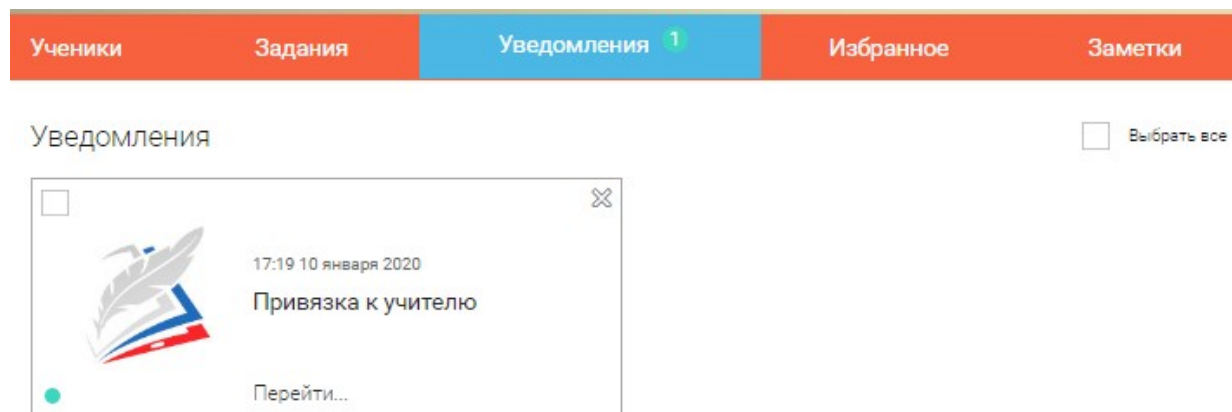 Ученики Задания Уведомления 1 Избранное Заметки
Уведомления Выбрать все
17:19 10 января 2020
Привязка к учителю
Перейти...